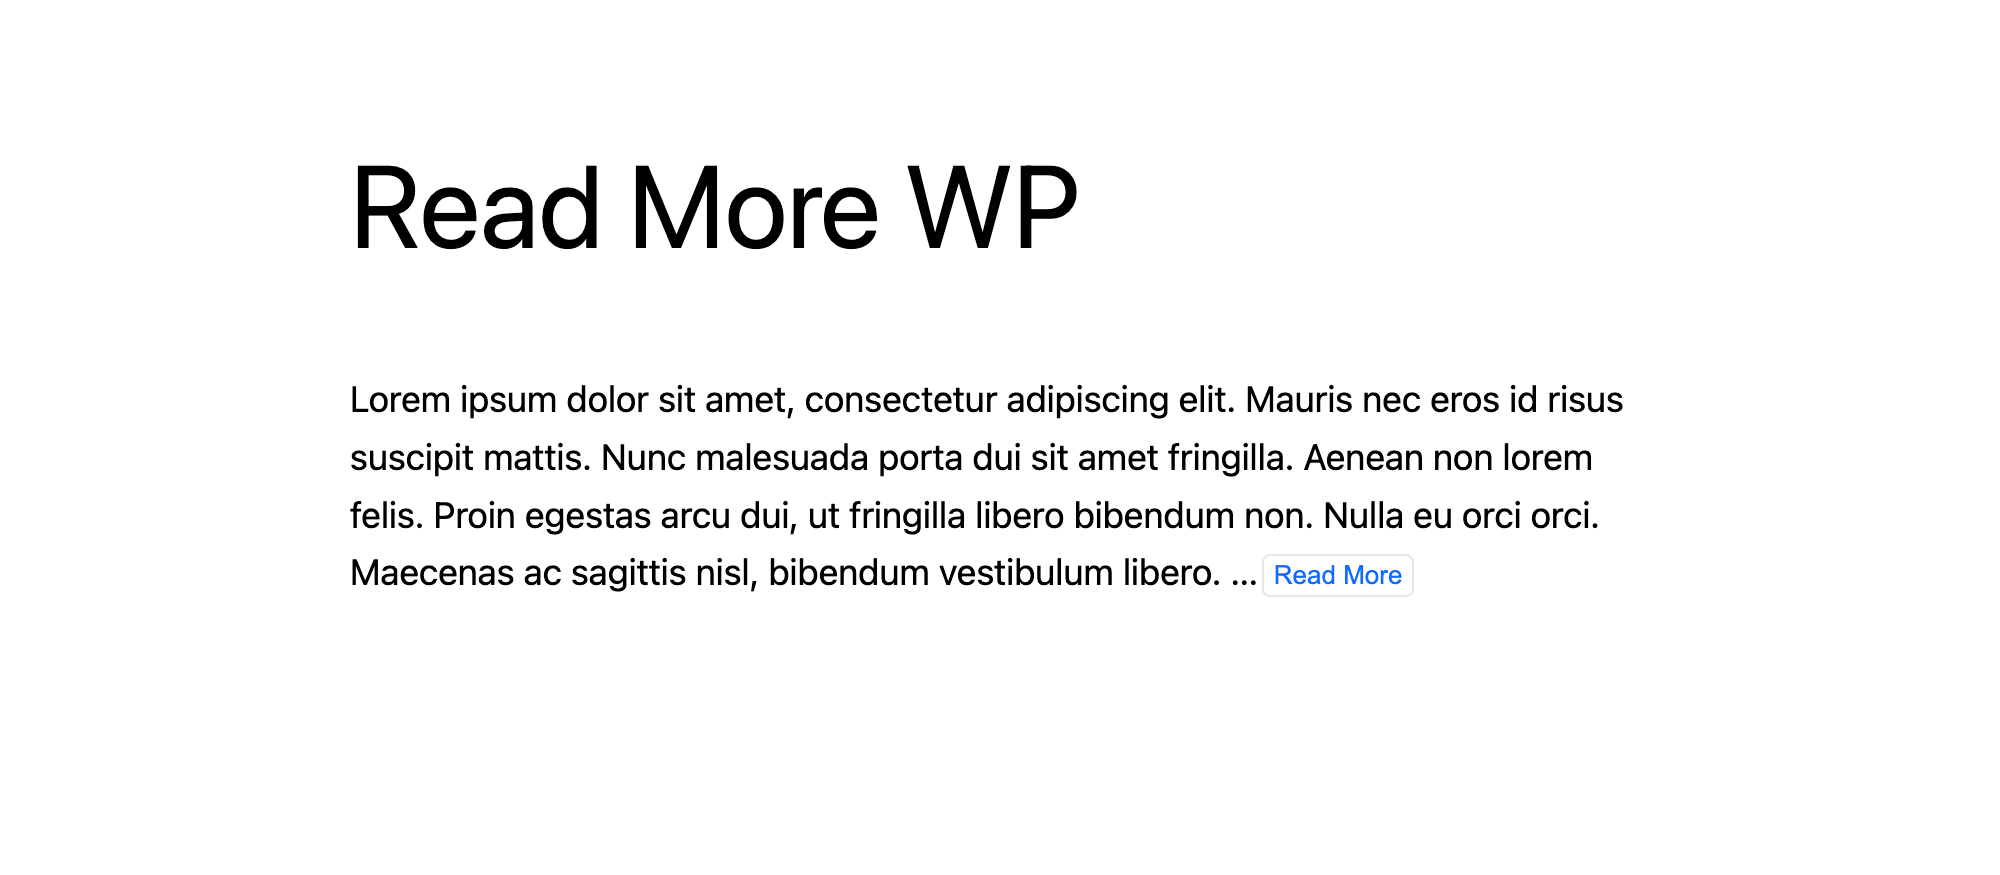 Read More WP
Lorem ipsum dolor sit amet, consectetur adipiscing elit. Mauris nec eros id risus
suscipit mattis. Nunc malesuada porta dui sit amet fringilla. Aenean non lorem
felis. Proin egestas arcu dui, ut fringilla libero bibendum non. Nulla eu orci orci.
Maecenas ac sagittis nisl, bibendum vestibulum libero. ... Read More